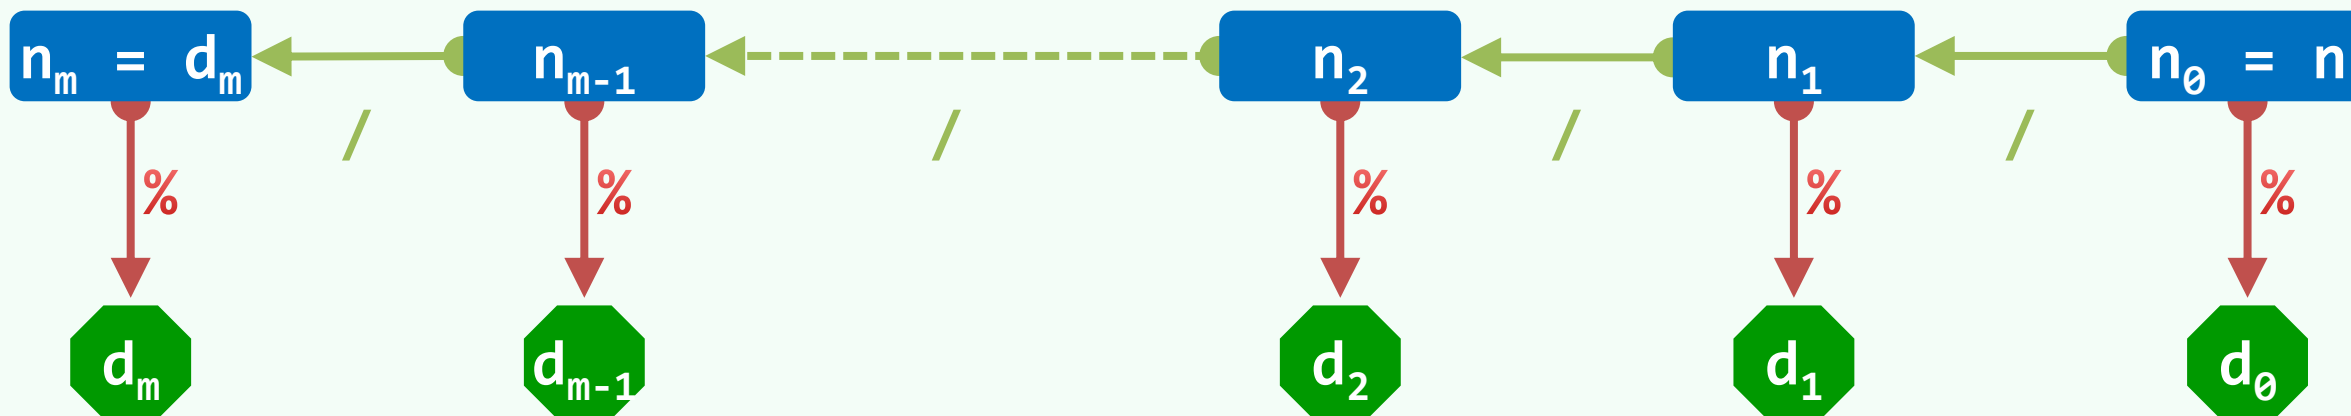 nₘ = dₘ nₘ₋₁ n₂ n₁ n₀ = n
/ / / /
% % % % %
dₘ dₘ₋₁ d₂ d₁ d₀